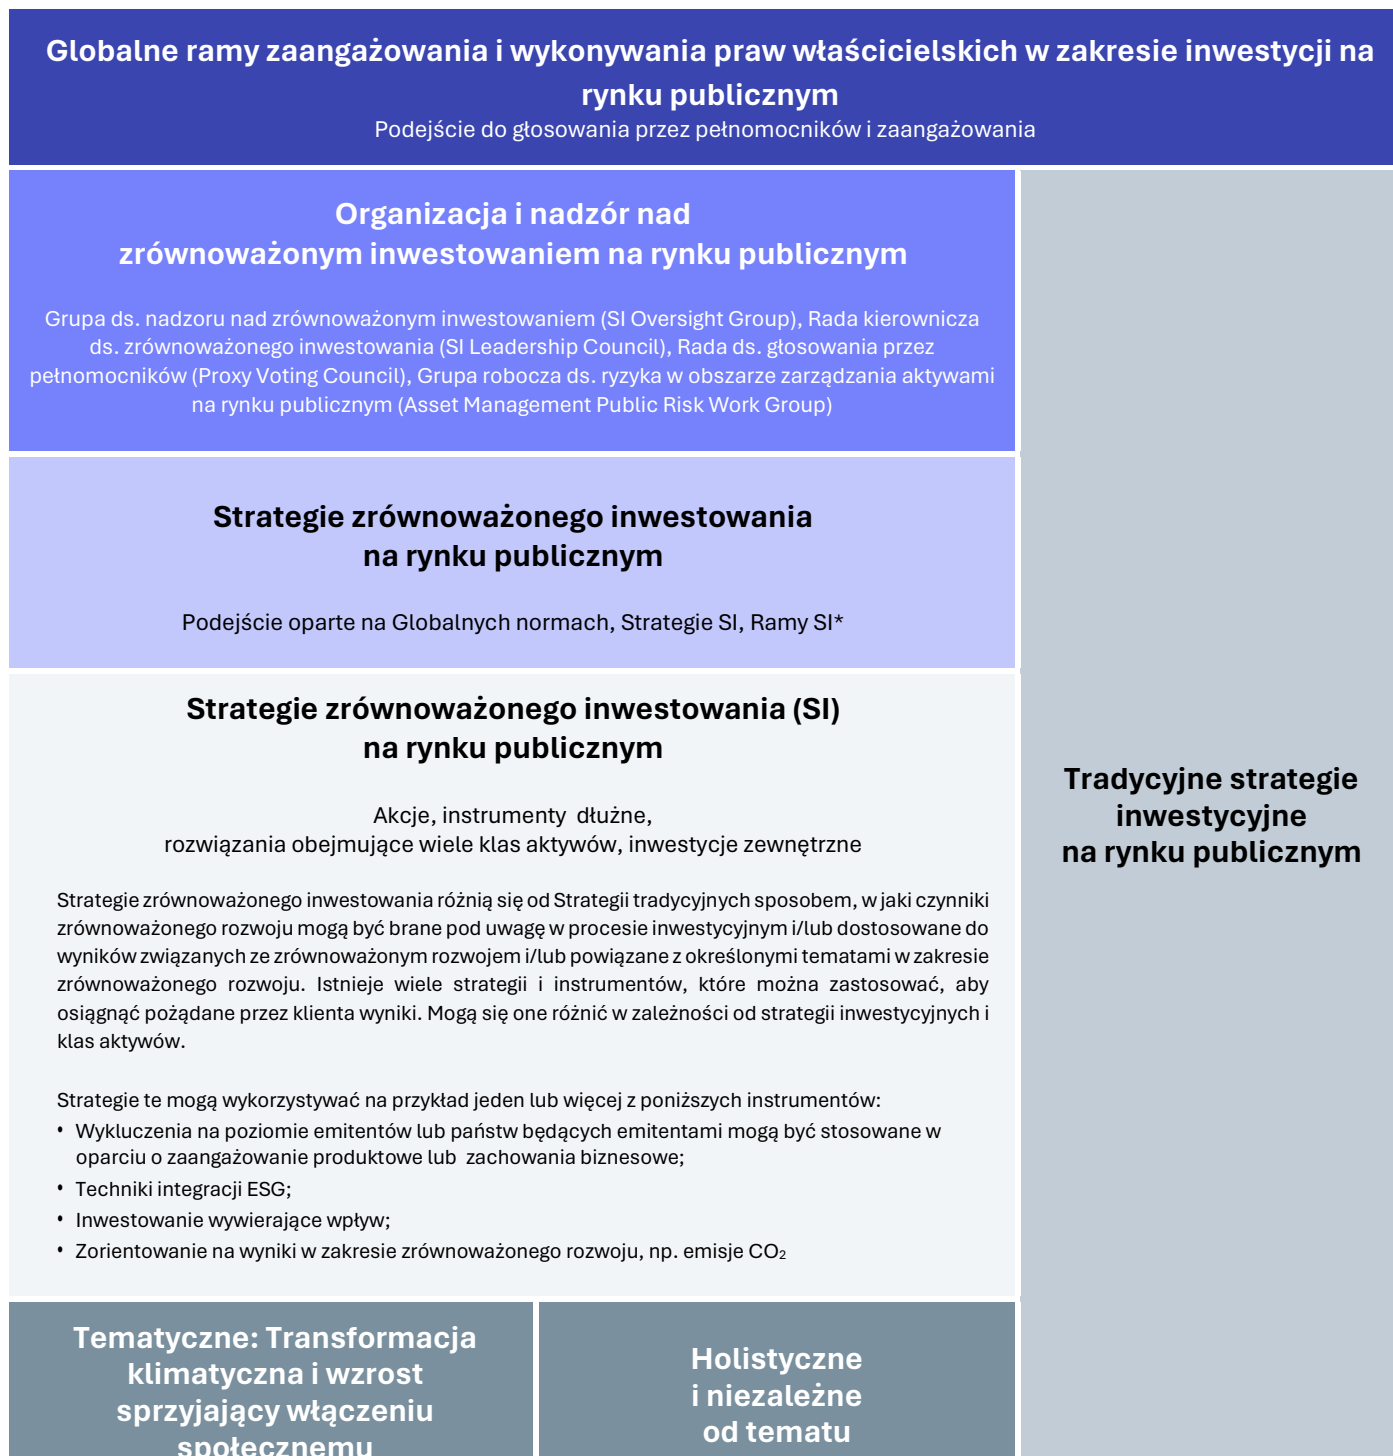 Globalne ramy zaangażowania i wykonywania praw właścicielskich w zakresie inwestycji na
rynku publicznym
Podejście do głosowania przez pełnomocników i zaangażowania
Organizacja i nadzór nad
zrównoważonym inwestowaniem na rynku publicznym
Grupa ds. nadzoru nad zrównoważonym inwestowaniem (SI Oversight Group), Rada kierownicza
ds. zrównoważonego inwestowania (SI Leadership Council), Rada ds. głosowania przez
pełnomocników (Proxy Voting Council), Grupa robocza ds. ryzyka w obszarze zarządzania aktywami
na rynku publicznym (Asset Management Public Risk Work Group)
Strategie zrównoważonego inwestowania
na rynku publicznym
Podejście oparte na Globalnych normach, Strategie SI, Ramy SI*
Strategie zrównoważonego inwestowania (SI)
na rynku publicznym
Akcje, instrumenty dłużne,
rozwiązania obejmujące wiele klas aktywów, inwestycje zewnętrzne
Strategie zrównoważonego inwestowania różnią się od Strategii tradycyjnych sposobem, w jaki czynniki
zrównoważonego rozwoju mogą być brane pod uwagę w procesie inwestycyjnym i/lub dostosowane do
wyników związanych ze zrównoważonym rozwojem i/lub powiązane z określonymi tematami w zakresie
zrównoważonego rozwoju. Istnieje wiele strategii i instrumentów, które można zastosować, aby
osiągnąć pożądane przez klienta wyniki. Mogą się one różnić w zależności od strategii inwestycyjnych i
klas aktywów.
Strategie te mogą wykorzystywać na przykład jeden lub więcej z poniższych instrumentów:
• Wykluczenia na poziomie emitentów lub państw będących emitentami mogą być stosowane w
oparciu o zaangażowanie produktowe lub zachowania biznesowe;
• Techniki integracji ESG;
• Inwestowanie wywierające wpływ;
• Zorientowanie na wyniki w zakresie zrównoważonego rozwoju, np. emisje CO₂
Tematyczne: Transformacja
klimatyczna i wzrost
sprzyjający włączeniu
społecznemu
Holistyczne
i niezależne
od tematu
Tradycyjne strategie
inwestycyjne
na rynku publicznym